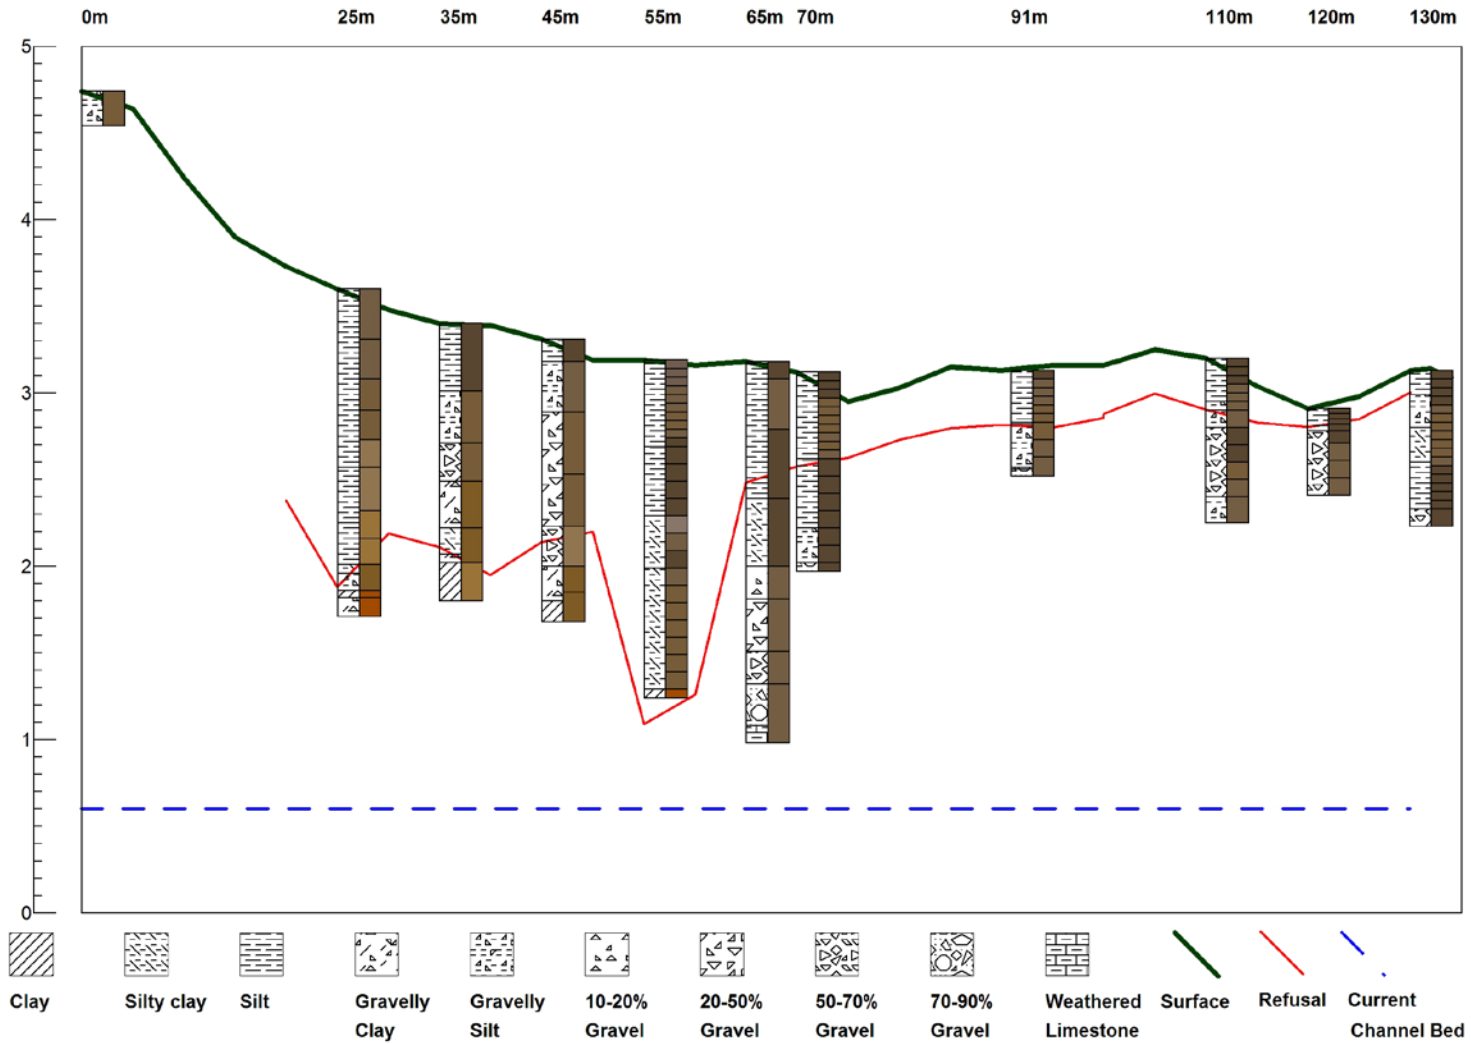 0m 25m 35m 45m 55m 65m 70m 91m 110m 120m 130m
5
4
3
2
1
0
Clay Silty clay Silt Gravelly Gravelly 10-20% 20-50% 50-70% 70-90% Weathered Surface Refusal Current
Clay Silt Gravel Gravel Gravel Gravel Limestone Channel Bed